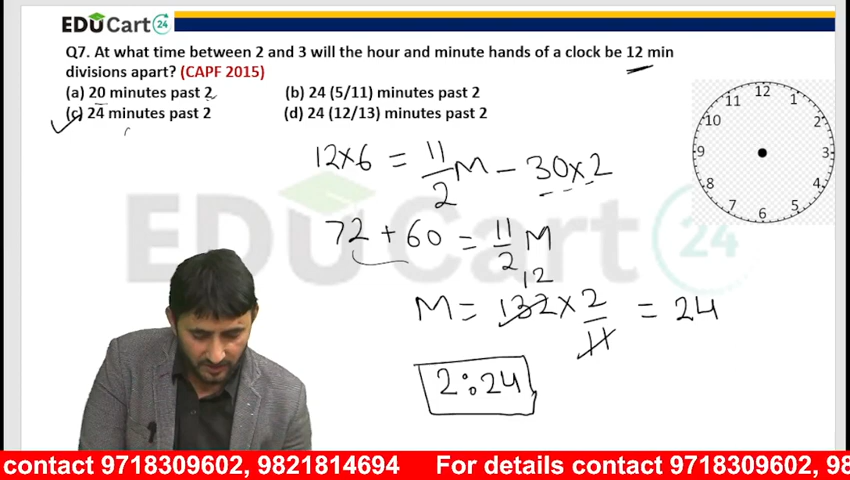 EDUCart24
Q7. At what time between 2 and 3 will the hour and minute hands of a clock be 12 min
divisions apart? (CAPF 2015)
(a) 20 minutes past 2 (b) 24 (5/11) minutes past 2
(c) 24 minutes past 2 (d) 24 (12/13) minutes past 2
12
11 1
10 2
9 3
8 4
7 5
6
12×6 = 11/2 M − 30×2
72 + 60 = 11/2 M
12
M = 132 × 2/11 = 24
2:24
EDUCart24
contact 9718309602, 9821814694 For details contact 9718309602, 98